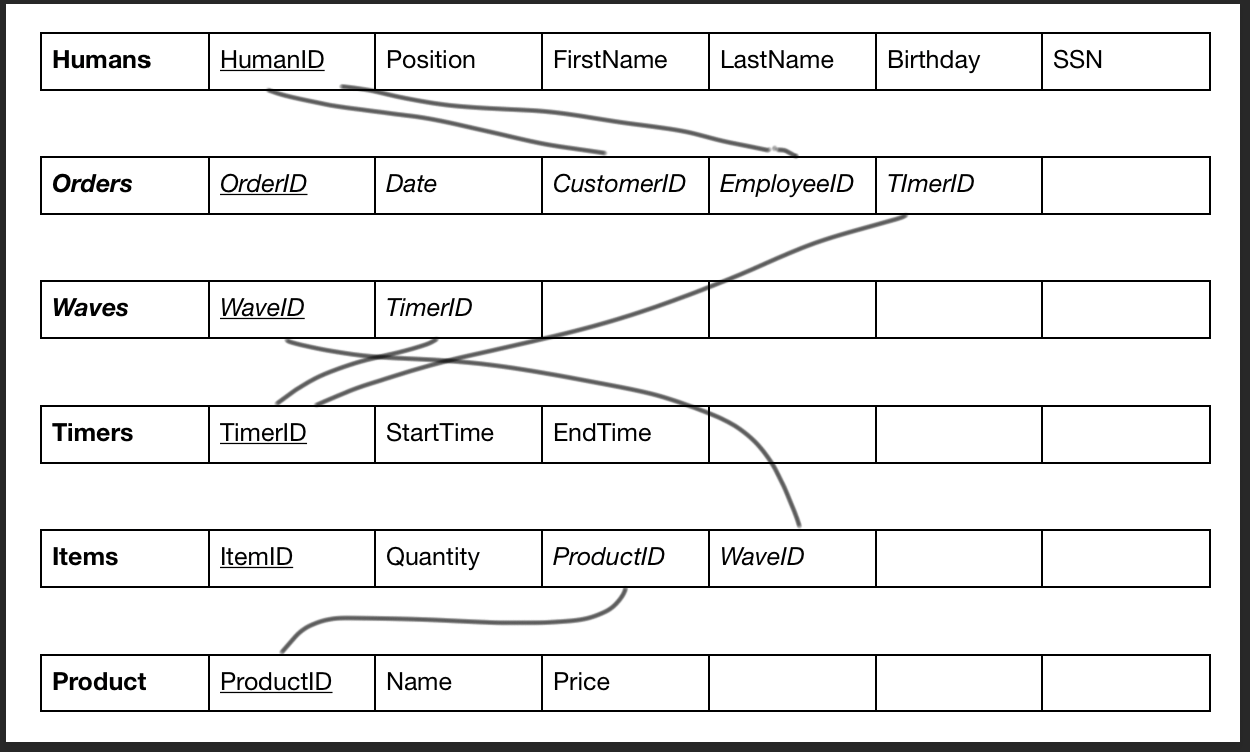 Humans HumanID Position FirstName LastName Birthday SSN
Orders OrderID Date CustomerID EmployeeID TImerID
Waves WaveID TimerID
Timers TimerID StartTime EndTime
Items ItemID Quantity ProductID WaveID
Product ProductID Name Price